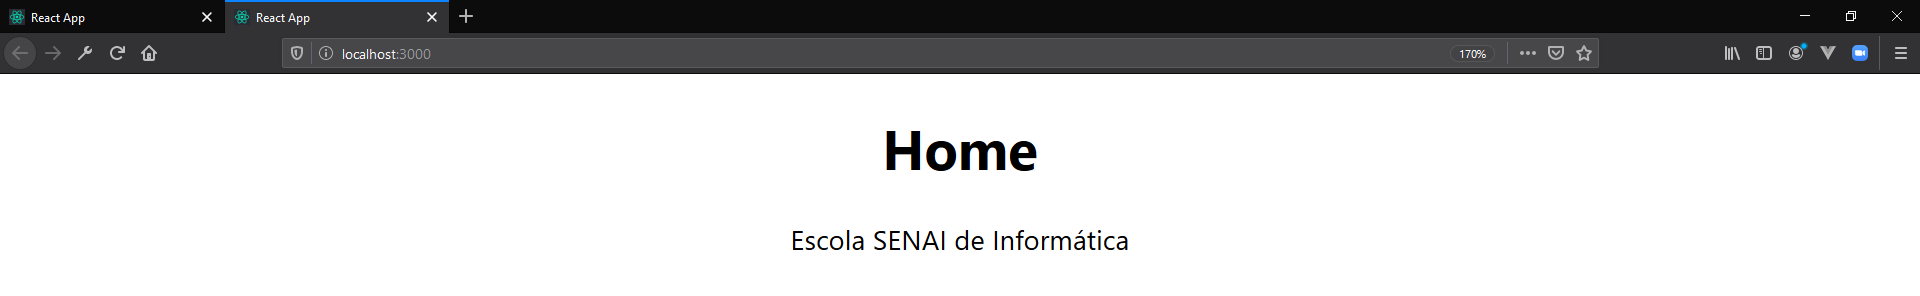 React App
React App
localhost:3000
170%
Home
Escola SENAI de Informática